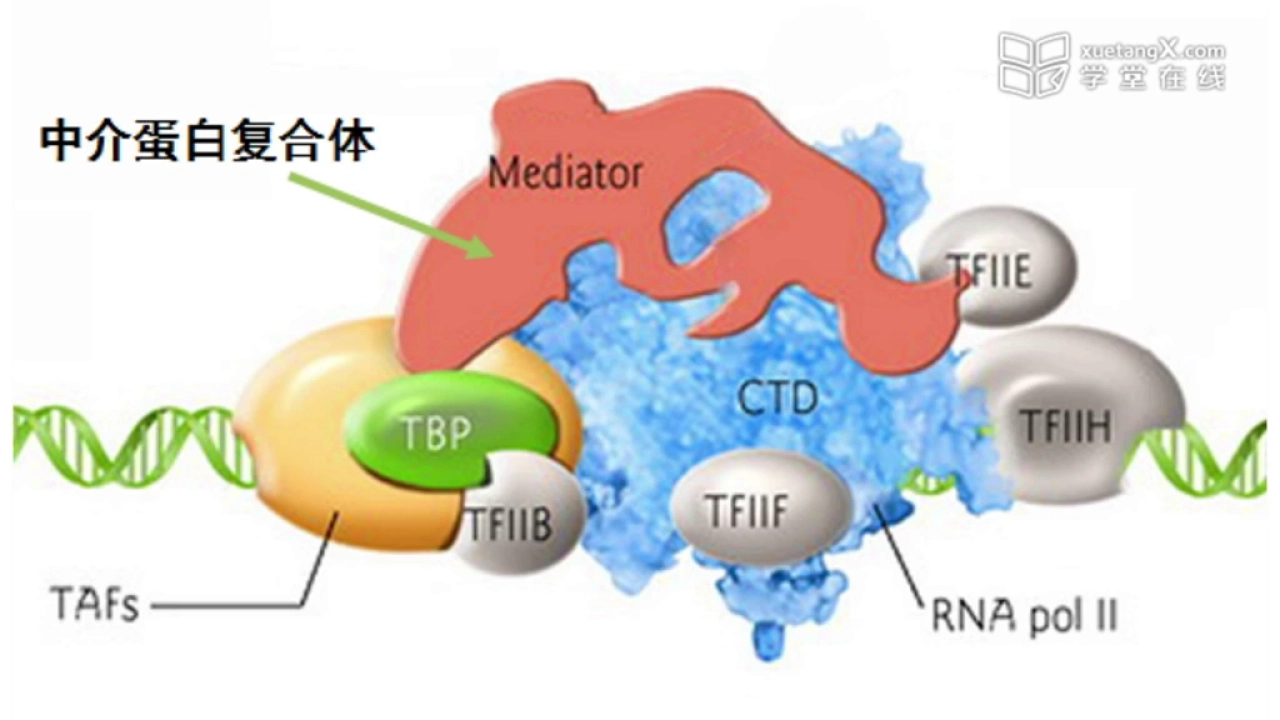 xuetangX.com
学堂在线
中介蛋白复合体
Mediator
TFIIE
CTD
TBP
TFIIH
TFIIF
TFIIB
TAFs
RNA pol II